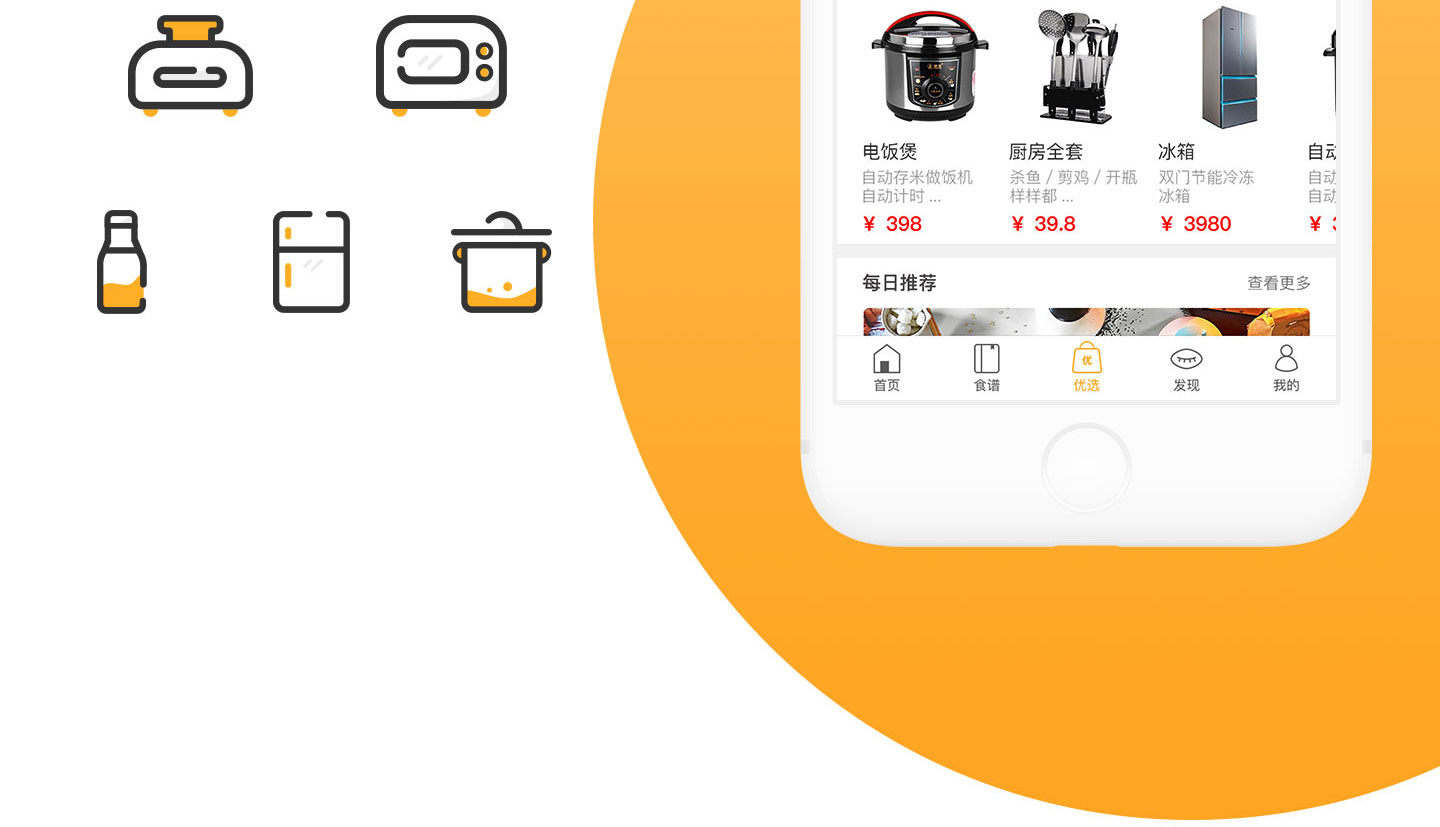 电饭煲
自动存米做饭机
自动计时 ...
¥ 398
厨房全套
杀鱼 / 剪鸡 / 开瓶
样样都 ...
¥ 39.8
冰箱
双门节能冷冻
冰箱
¥ 3980
自动
自动
自动
¥
每日推荐
查看更多
首页
食谱
优
优选
发现
我的